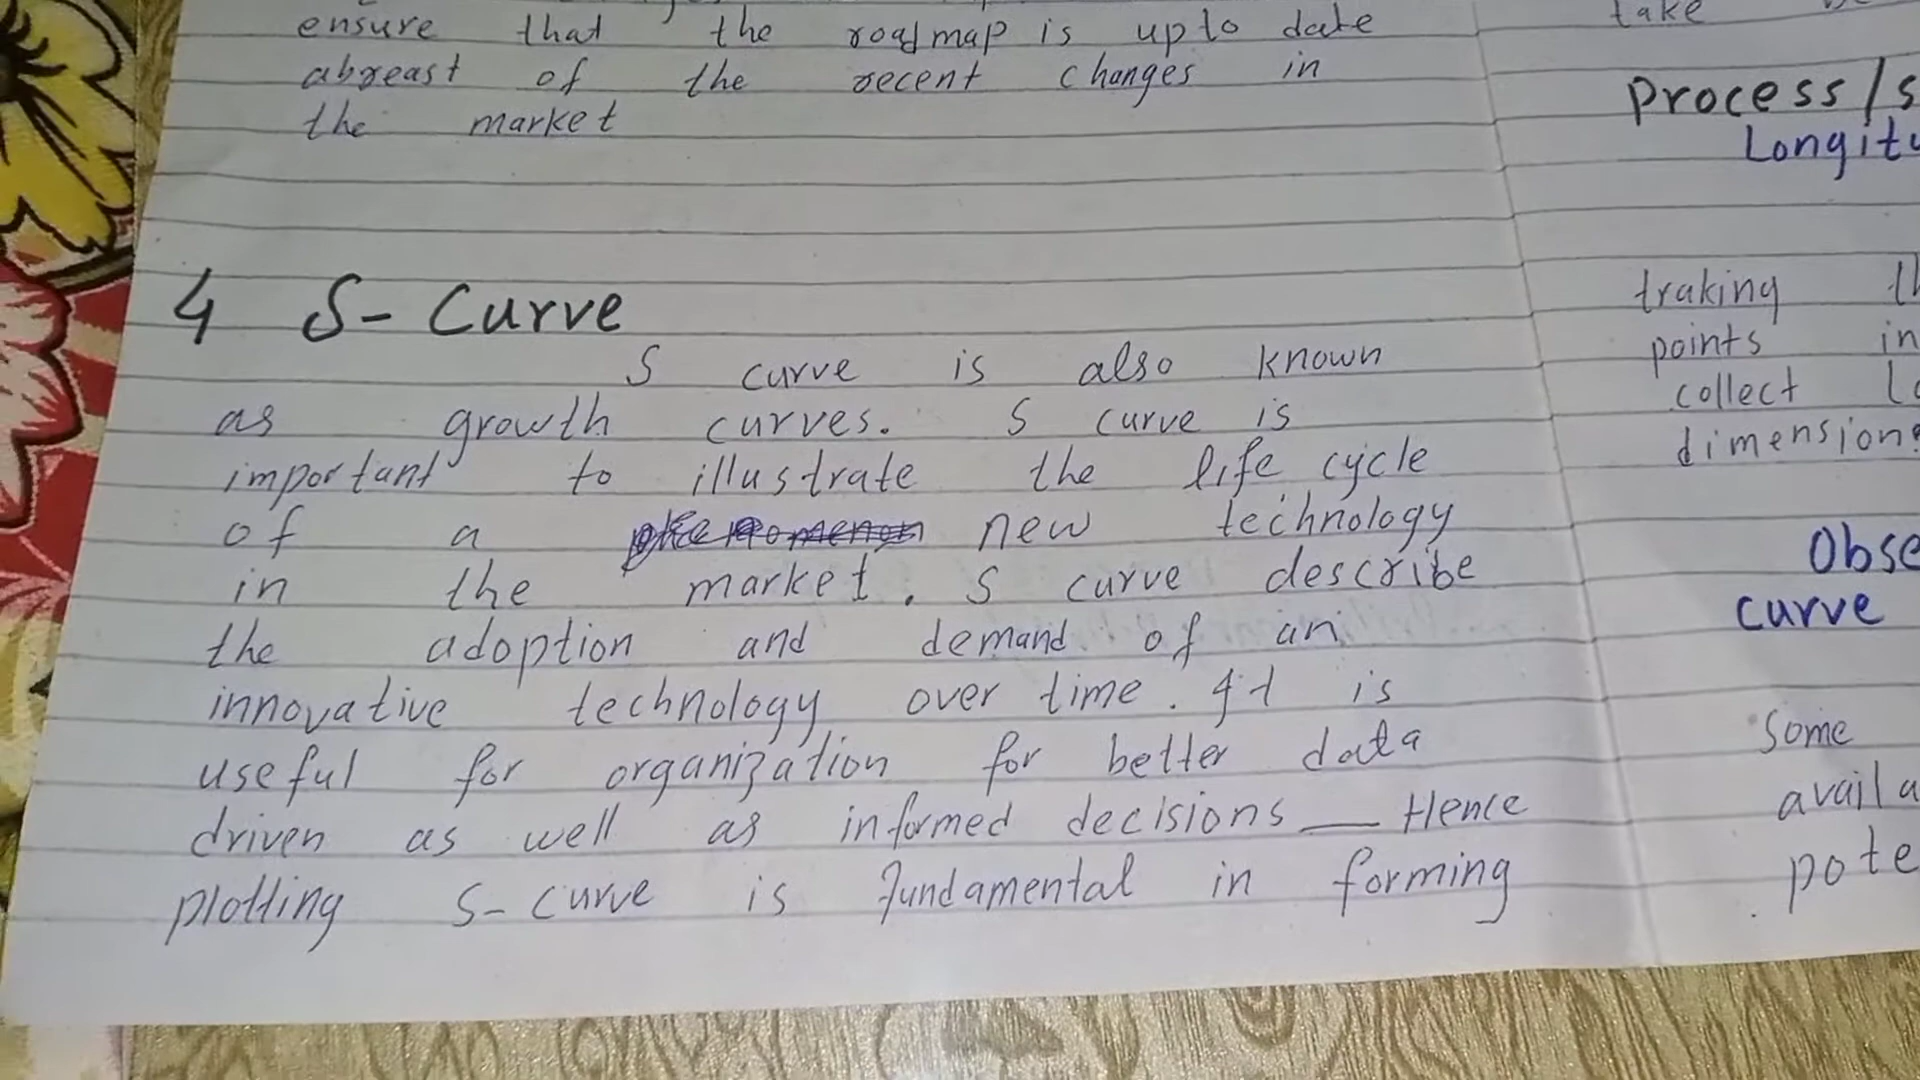 ensure that the roadmap is upto date
abreast of the recent changes in
the market
4 S- Curve
S curve is also known
as growth curves. S curve is
important to illustrate the life cycle
of a new technology
in the market. S curve describe
the adoption and demand of an
innovative technology over time. It is
useful for organization for better data
driven as well as informed decisions — Hence
plotting S- curve is fundamental in forming
take
Process/s
Longitu
traking th
points in
collect
dimensions
Obse
curve
Some
availa
pote